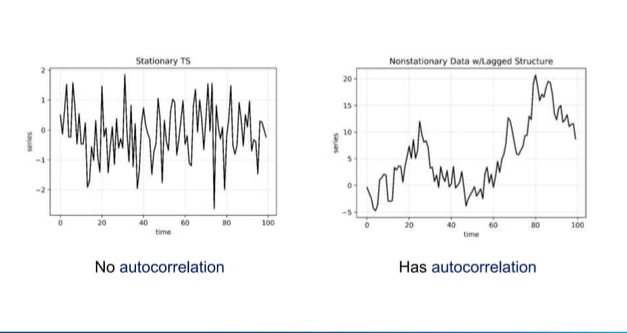 Stationary TS
2
1
0
−1
−2
series
0 20 40 60 80 100
time
No autocorrelation
Nonstationary Data w/Lagged Structure
20
15
10
5
0
−5
series
0 20 40 60 80 100
time
Has autocorrelation